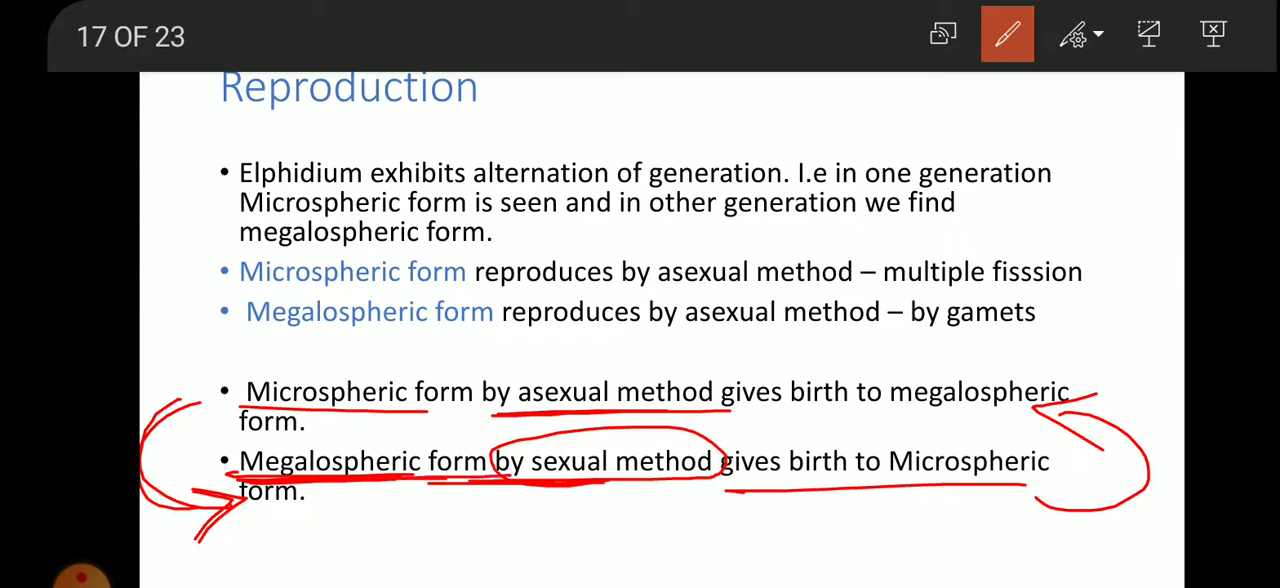 17 OF 23
Reproduction
• Elphidium exhibits alternation of generation. I.e in one generation
Microspheric form is seen and in other generation we find
megalospheric form.
• Microspheric form reproduces by asexual method – multiple fisssion
• Megalospheric form reproduces by asexual method – by gamets
• Microspheric form by asexual method gives birth to megalospheric
form.
• Megalospheric form by sexual method gives birth to Microspheric
form.